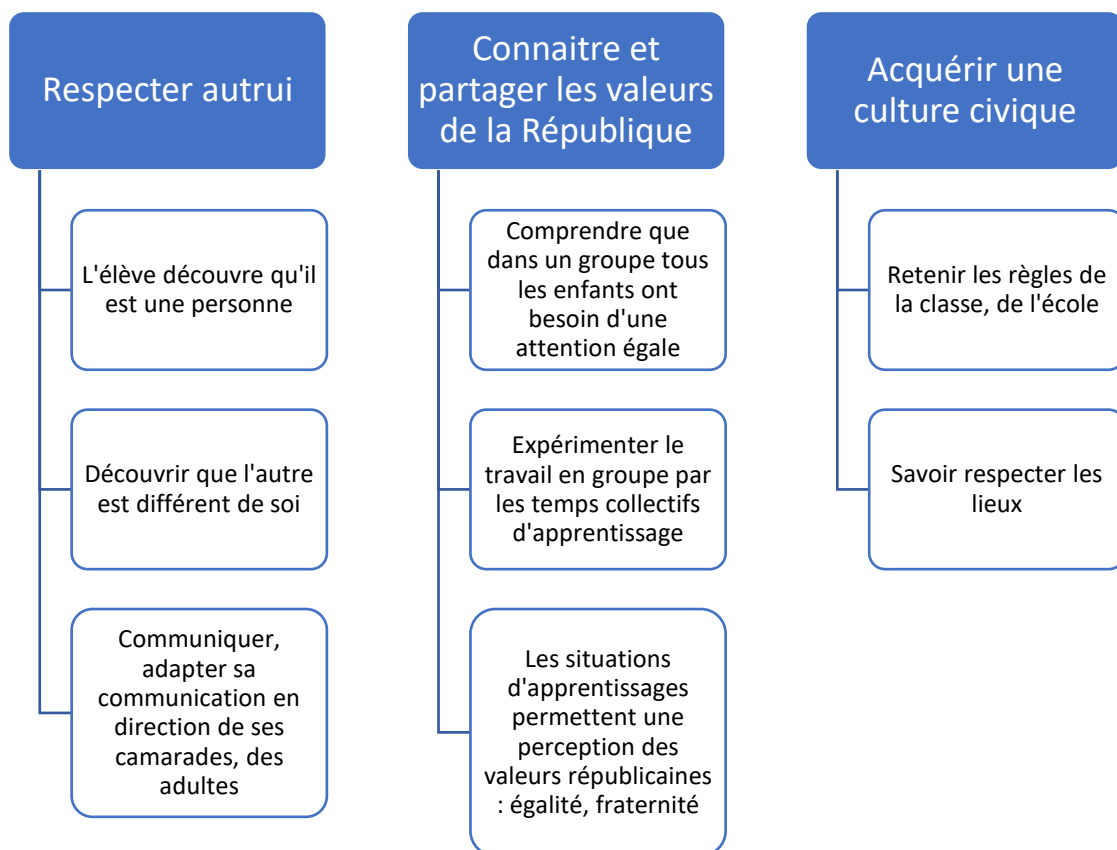 Respecter autrui
L'élève découvre qu'il
est une personne
Découvrir que l'autre
est différent de soi
Communiquer,
adapter sa
communication en
direction de ses
camarades, des
adultes
Connaitre et
partager les valeurs
de la République
Comprendre que
dans un groupe tous
les enfants ont
besoin d'une
attention égale
Expérimenter le
travail en groupe par
les temps collectifs
d'apprentissage
Les situations
d'apprentissages
permettent une
perception des
valeurs républicaines
: égalité, fraternité
Acquérir une
culture civique
Retenir les règles de
la classe, de l'école
Savoir respecter les
lieux